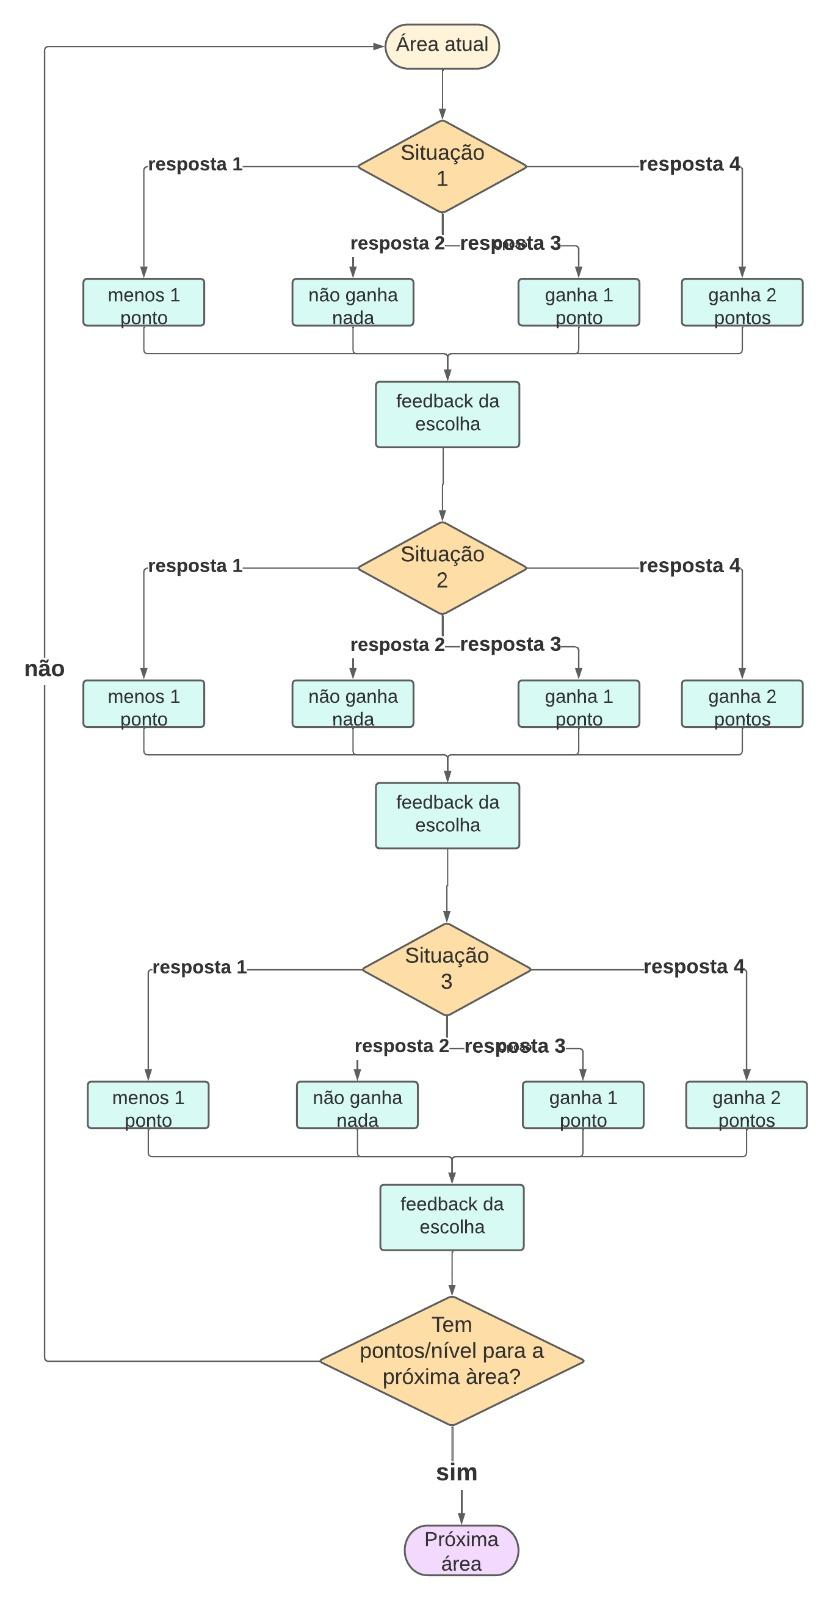 Área atual
Situação
1
resposta 1
resposta 4
resposta 2
resposta 3
menos 1
ponto
não ganha
nada
ganha 1
ponto
ganha 2
pontos
feedback da
escolha
Situação
2
resposta 1
resposta 4
resposta 2
resposta 3
não
menos 1
ponto
não ganha
nada
ganha 1
ponto
ganha 2
pontos
feedback da
escolha
Situação
3
resposta 1
resposta 4
resposta 2
resposta 3
menos 1
ponto
não ganha
nada
ganha 1
ponto
ganha 2
pontos
feedback da
escolha
Tem
pontos/nível para a
próxima àrea?
sim
Próxima
área